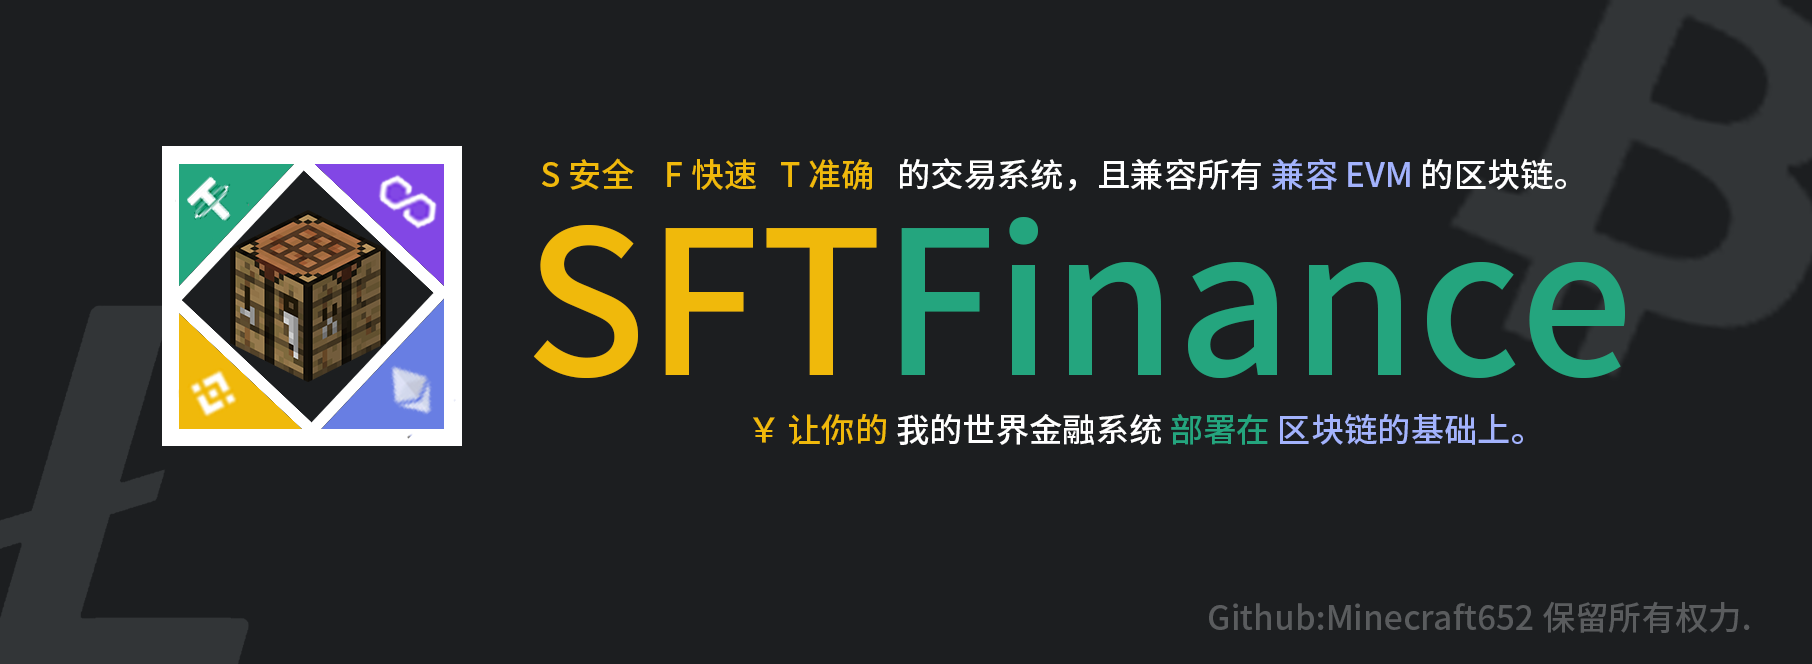 S 安全 F 快速 T 准确 的交易系统，且兼容所有 兼容 EVM 的区块链。
SFTFinance
￥ 让你的 我的世界金融系统 部署在 区块链的基础上。
Github:Minecraft652 保留所有权力.